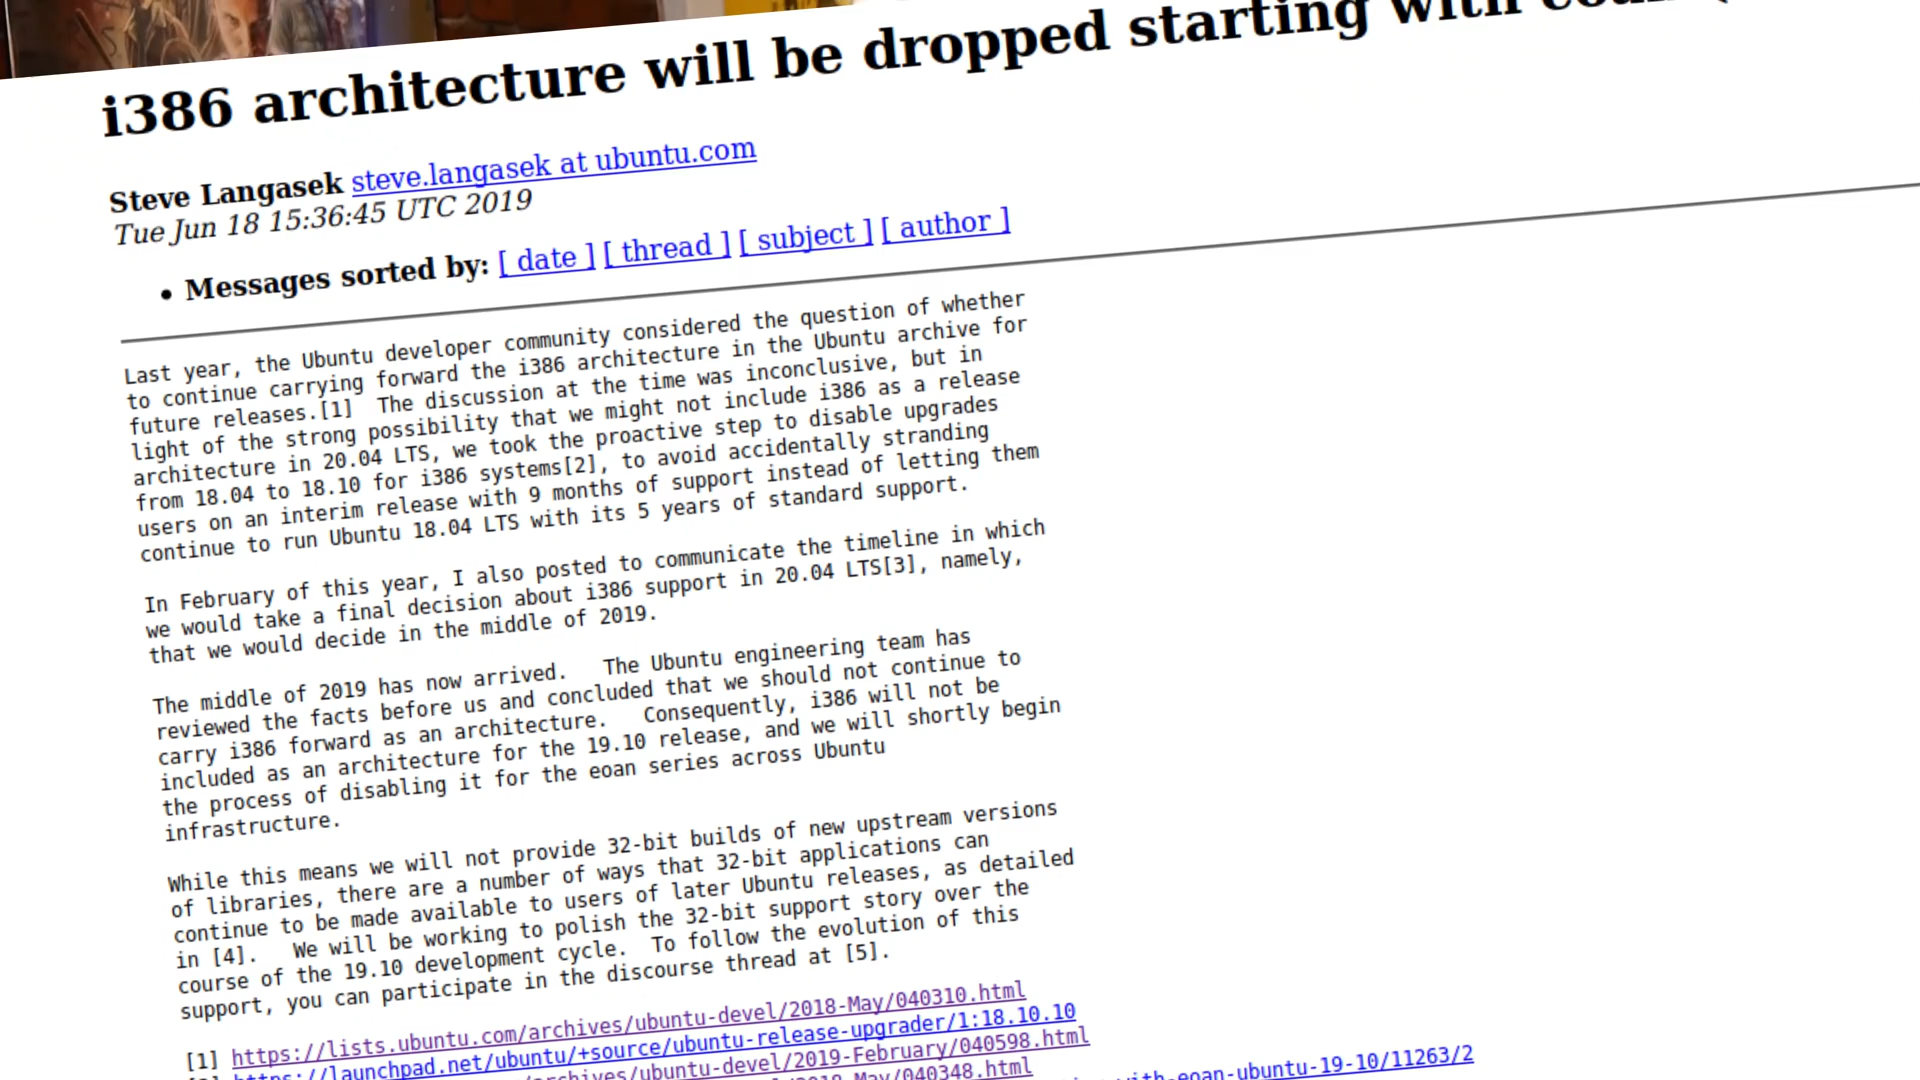 i386 architecture will be dropped starting with
Steve Langasek steve.langasek at ubuntu.com
Tue Jun 18 15:36:45 UTC 2019
• Messages sorted by: [ date ] [ thread ] [ subject ] [ author ]
Last year, the Ubuntu developer community considered the question of whether
to continue carrying forward the i386 architecture in the Ubuntu archive for
future releases.[1]  The discussion at the time was inconclusive, but in
light of the strong possibility that we might not include i386 as a release
architecture in 20.04 LTS, we took the proactive step to disable upgrades
from 18.04 to 18.10 for i386 systems[2], to avoid accidentally stranding
users on an interim release with 9 months of support instead of letting them
continue to run Ubuntu 18.04 LTS with its 5 years of standard support.
In February of this year, I also posted to communicate the timeline in which
we would take a final decision about i386 support in 20.04 LTS[3], namely,
that we would decide in the middle of 2019.
The middle of 2019 has now arrived.   The Ubuntu engineering team has
reviewed the facts before us and concluded that we should not continue to
carry i386 forward as an architecture.   Consequently, i386 will not be
included as an architecture for the 19.10 release, and we will shortly begin
the process of disabling it for the eoan series across Ubuntu
infrastructure.
While this means we will not provide 32-bit builds of new upstream versions
of libraries, there are a number of ways that 32-bit applications can
continue to be made available to users of later Ubuntu releases, as detailed
in [4].   We will be working to polish the 32-bit support story over the
course of the 19.10 development cycle.  To follow the evolution of this
support, you can participate in the discourse thread at [5].
[1] https://lists.ubuntu.com/archives/ubuntu-devel/2018-May/040310.html
https://launchpad.net/ubuntu/+source/ubuntu-release-upgrader/1:18.10.10
/archives/ubuntu-devel/2019-February/040598.html
/2018-May/040348.html
with-eoan-ubuntu-19-10/11263/2